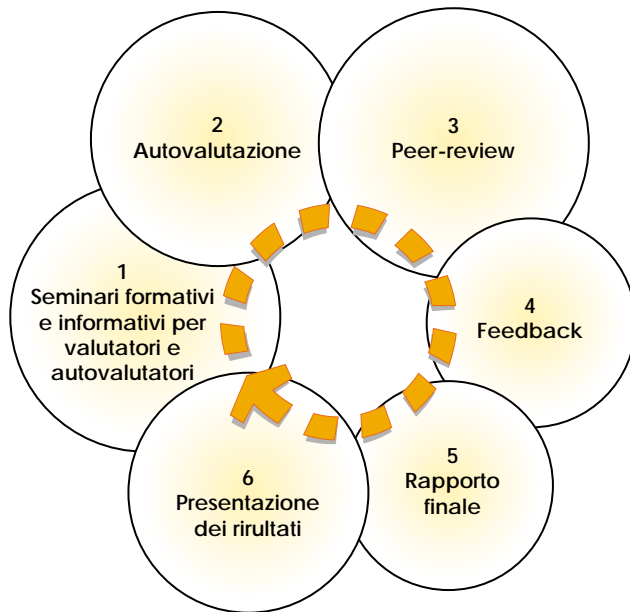 1
Seminari formativi
e informativi per
valutatori e
autovalutatori
2
Autovalutazione
3
Peer-review
4
Feedback
5
Rapporto
finale
6
Presentazione
dei rirultati